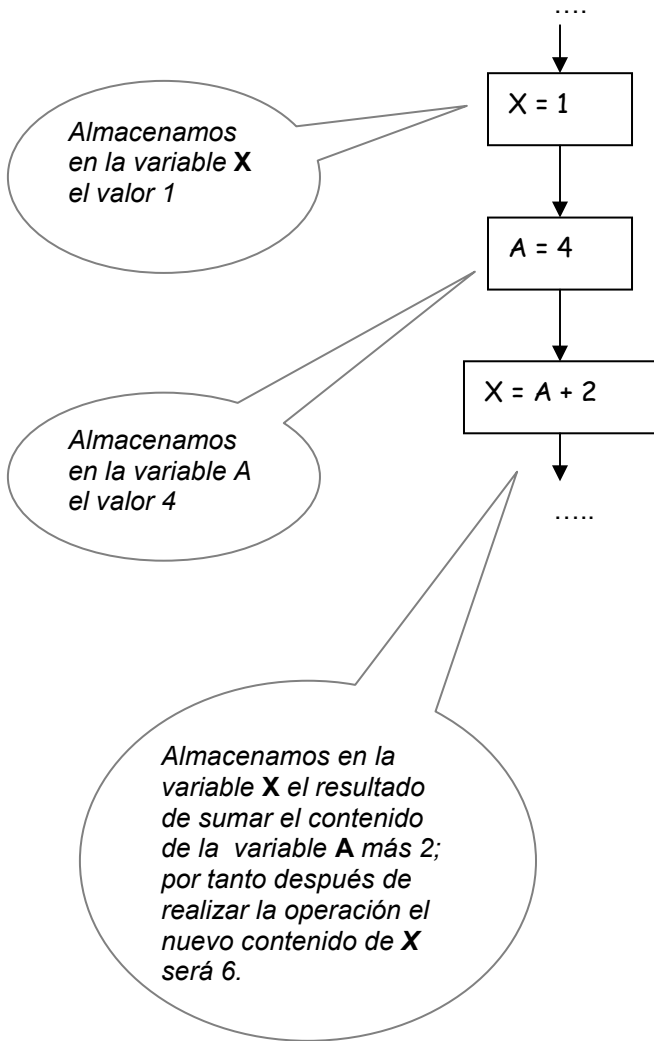 ....
X = 1
Almacenamos
en la variable X
el valor 1
A = 4
X = A + 2
Almacenamos
en la variable A
el valor 4
.....
Almacenamos en la
variable X el resultado
de sumar el contenido
de la variable A más 2;
por tanto después de
realizar la operación el
nuevo contenido de X
será 6.